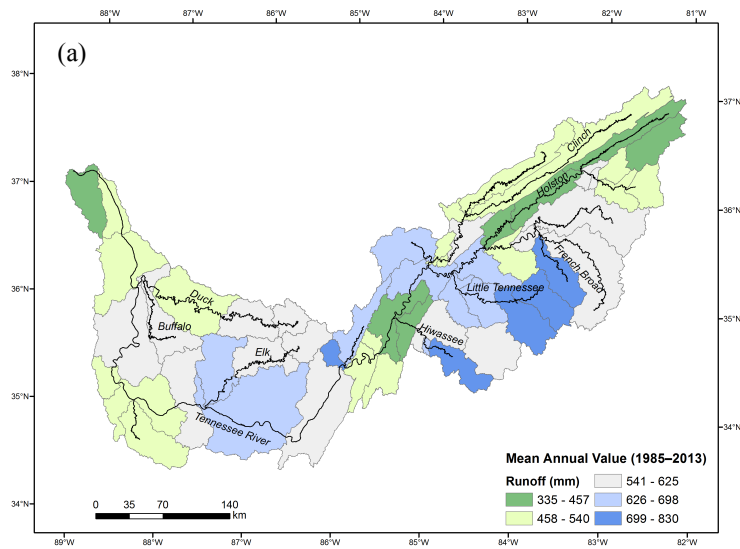 88°W 87°W 86°W 85°W 84°W 83°W 82°W 81°W
(a)
38°N
37°N
Clinch
37°N
Holston
36°N
36°N
French Broad
Little Tennessee
Duck
35°N
Buffalo
Hiwassee
Elk
35°N
Tennessee River
34°N
Mean Annual Value (1985–2013)
Runoff (mm) 541 - 625
335 - 457 626 - 698
458 - 540 699 - 830
34°N
0 35 70 140
km
89°W 88°W 87°W 86°W 85°W 84°W 83°W 82°W